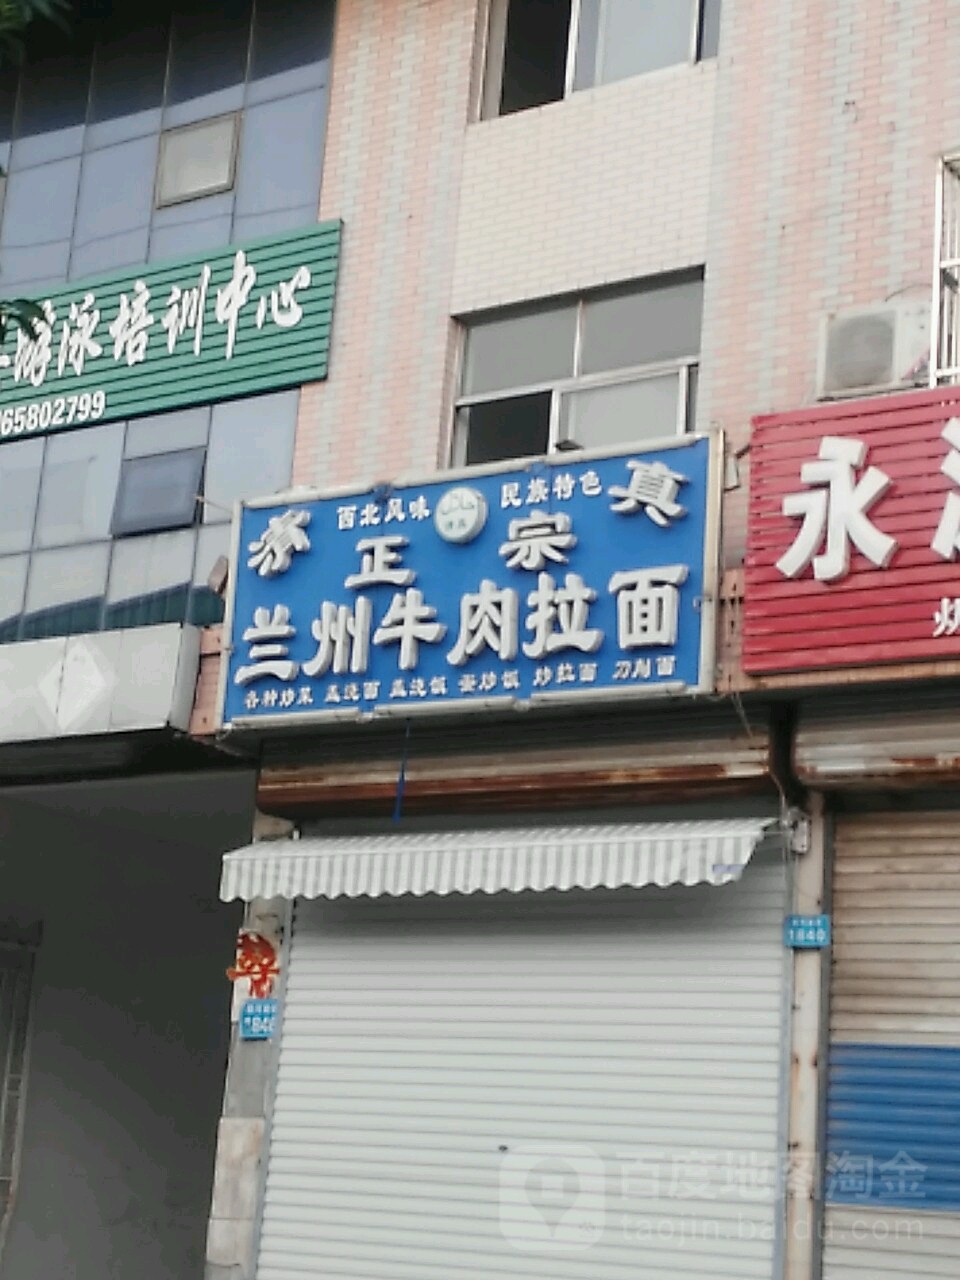 游泳培训中心
65802799
西北风味 清真 民族特色
清真
正宗
兰州牛肉拉面
各种炒菜 盖浇面 盖浇饭 蛋炒饭 炒拉面 刀削面
永
1840
百度地图淘金
taojin.baidu.com